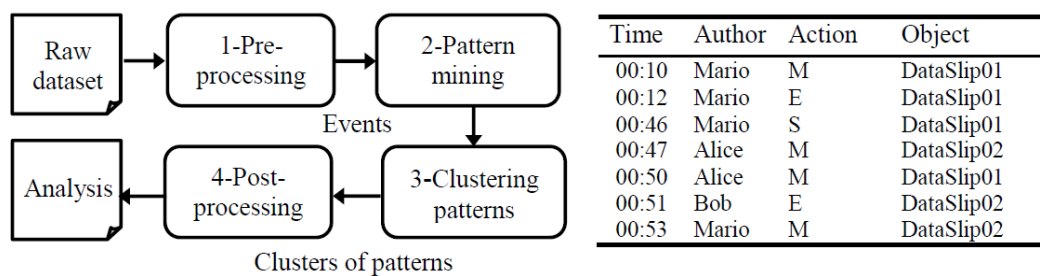 Raw
dataset
1-Pre-
processing
2-Pattern
mining
Events
Analysis
4-Post-
processing
3-Clustering
patterns
Clusters of patterns
Time Author Action Object
00:10 Mario M DataSlip01
00:12 Mario E DataSlip01
00:46 Mario S DataSlip01
00:47 Alice M DataSlip02
00:50 Alice M DataSlip01
00:51 Bob E DataSlip02
00:53 Mario M DataSlip02